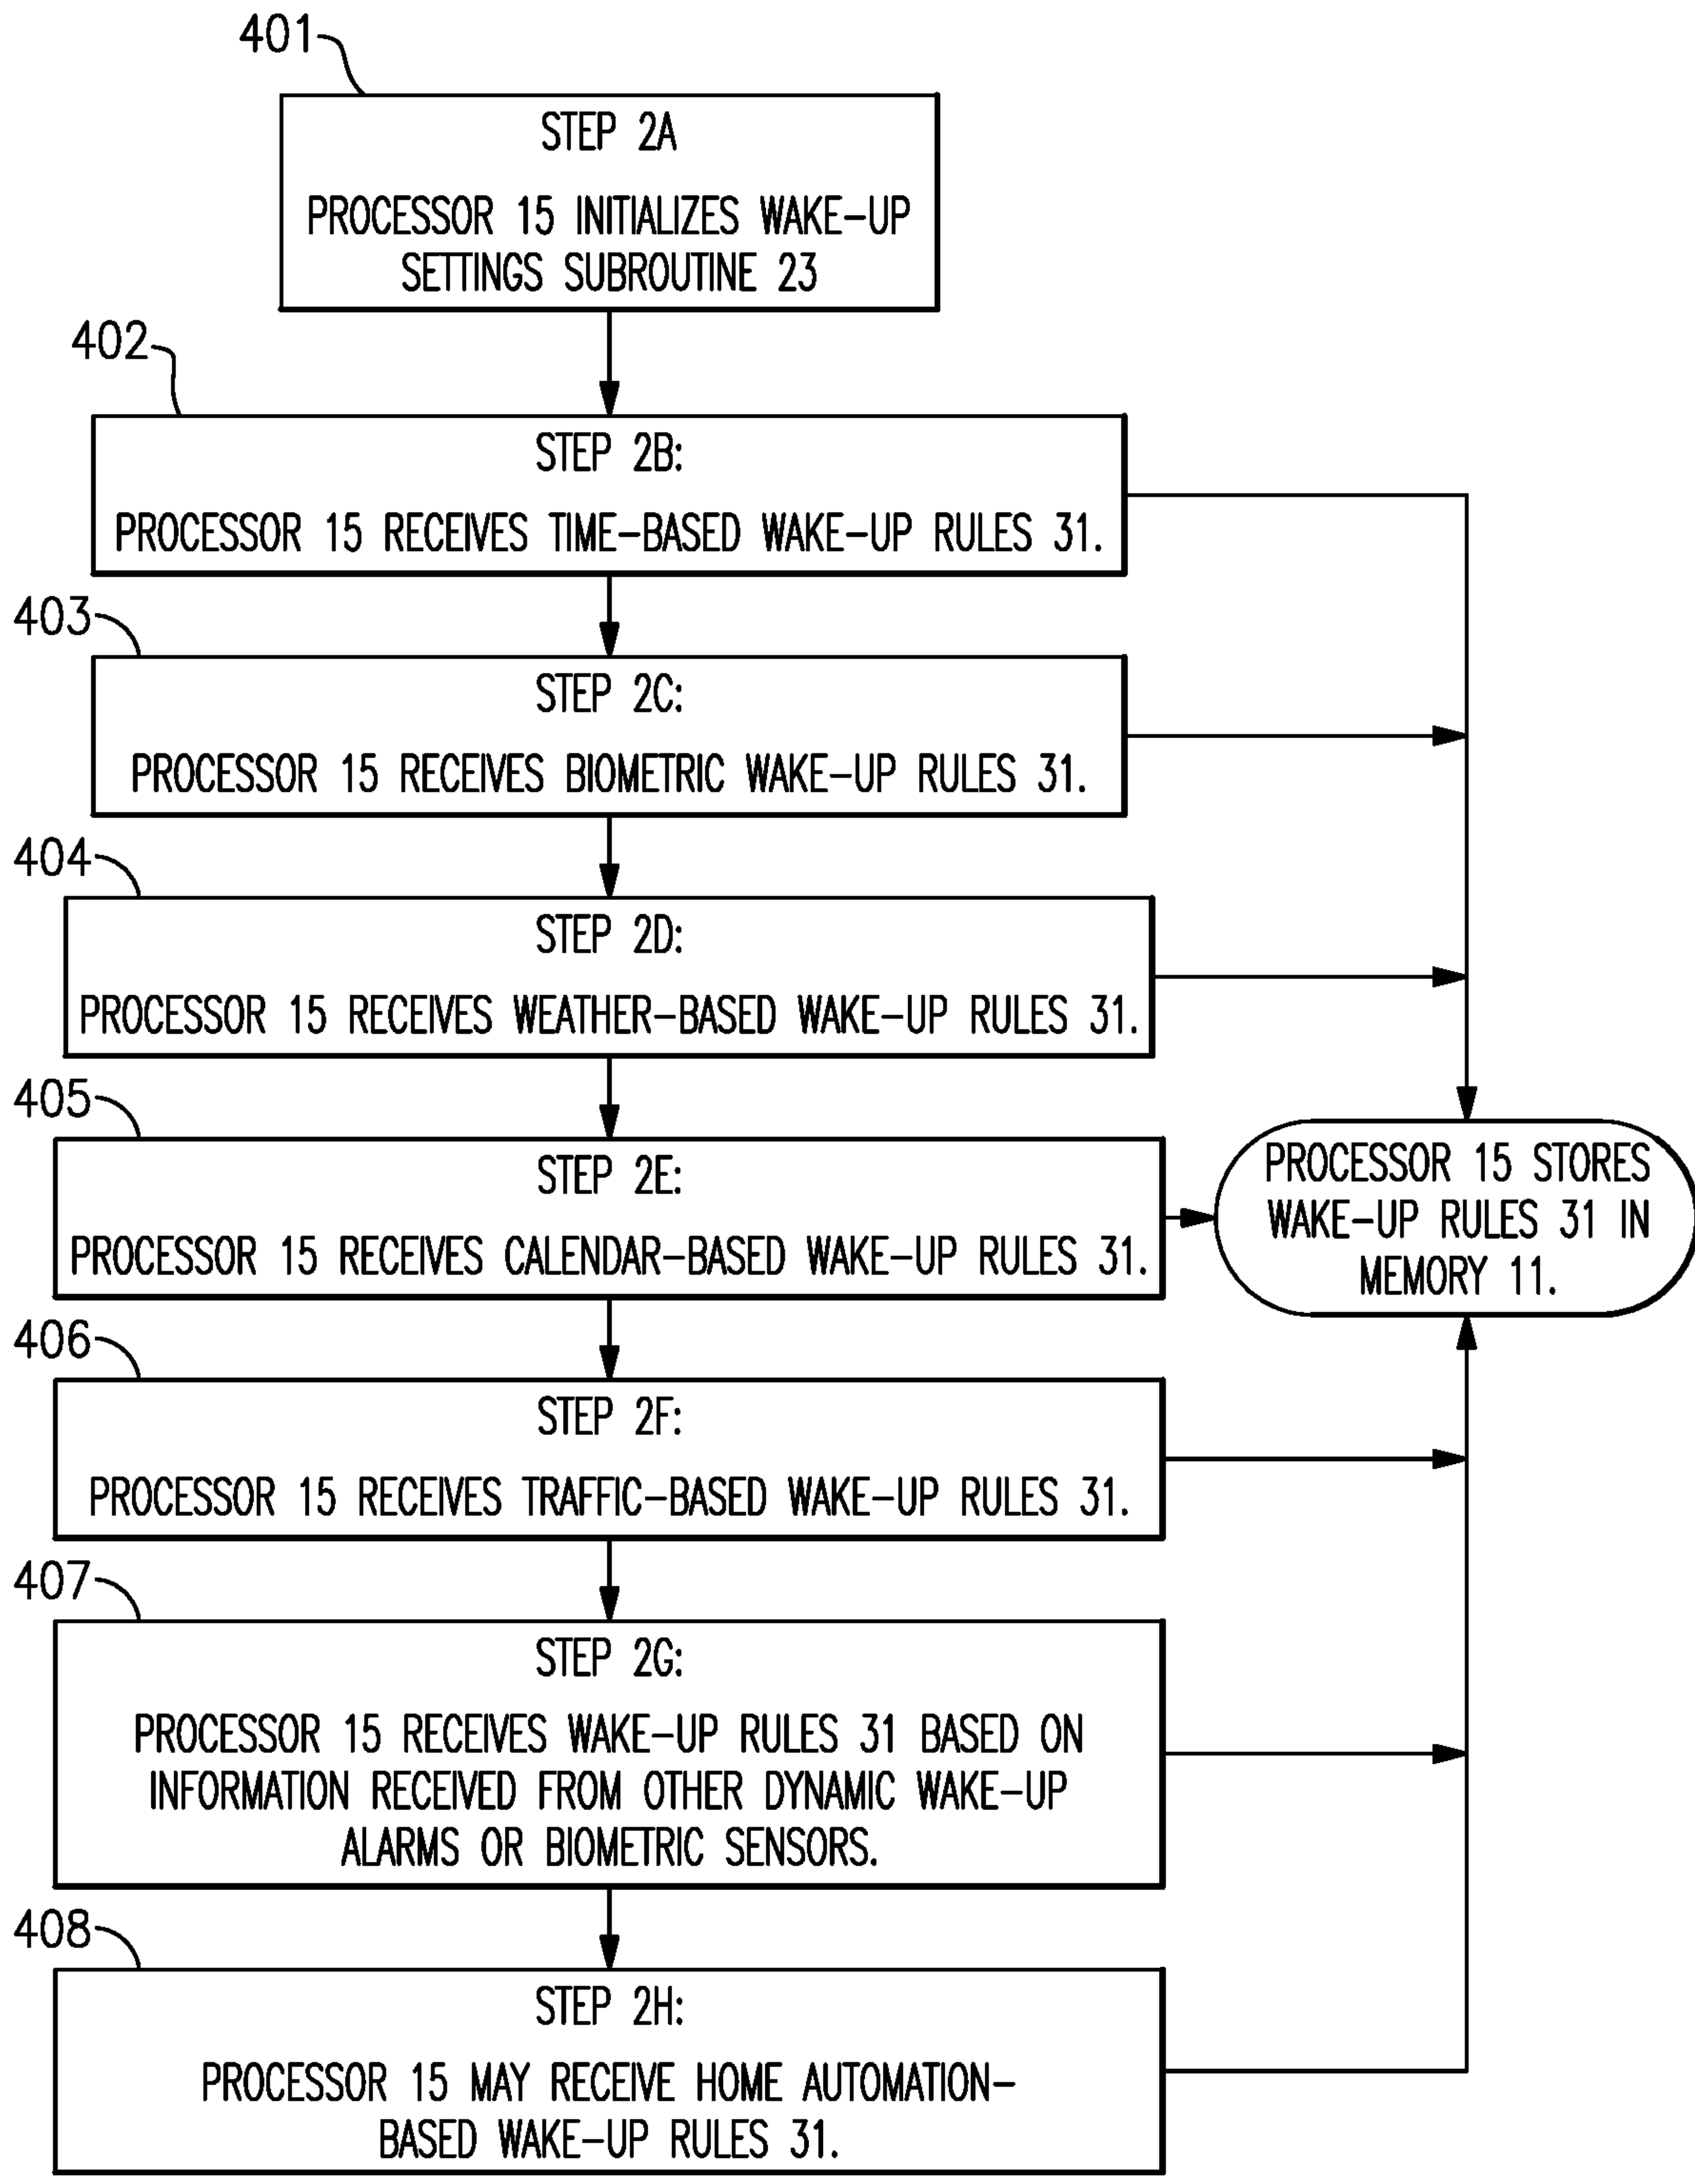 401
STEP 2A
PROCESSOR 15 INITIALIZES WAKE-UP
SETTINGS SUBROUTINE 23
402
STEP 2B:
PROCESSOR 15 RECEIVES TIME-BASED WAKE-UP RULES 31.
403
STEP 2C:
PROCESSOR 15 RECEIVES BIOMETRIC WAKE-UP RULES 31.
404
STEP 2D:
PROCESSOR 15 RECEIVES WEATHER-BASED WAKE-UP RULES 31.
405
STEP 2E:
PROCESSOR 15 RECEIVES CALENDAR-BASED WAKE-UP RULES 31.
PROCESSOR 15 STORES
WAKE-UP RULES 31 IN
MEMORY 11.
406
STEP 2F:
PROCESSOR 15 RECEIVES TRAFFIC-BASED WAKE-UP RULES 31.
407
STEP 2G:
PROCESSOR 15 RECEIVES WAKE-UP RULES 31 BASED ON
INFORMATION RECEIVED FROM OTHER DYNAMIC WAKE-UP
ALARMS OR BIOMETRIC SENSORS.
408
STEP 2H:
PROCESSOR 15 MAY RECEIVE HOME AUTOMATION-
BASED WAKE-UP RULES 31.